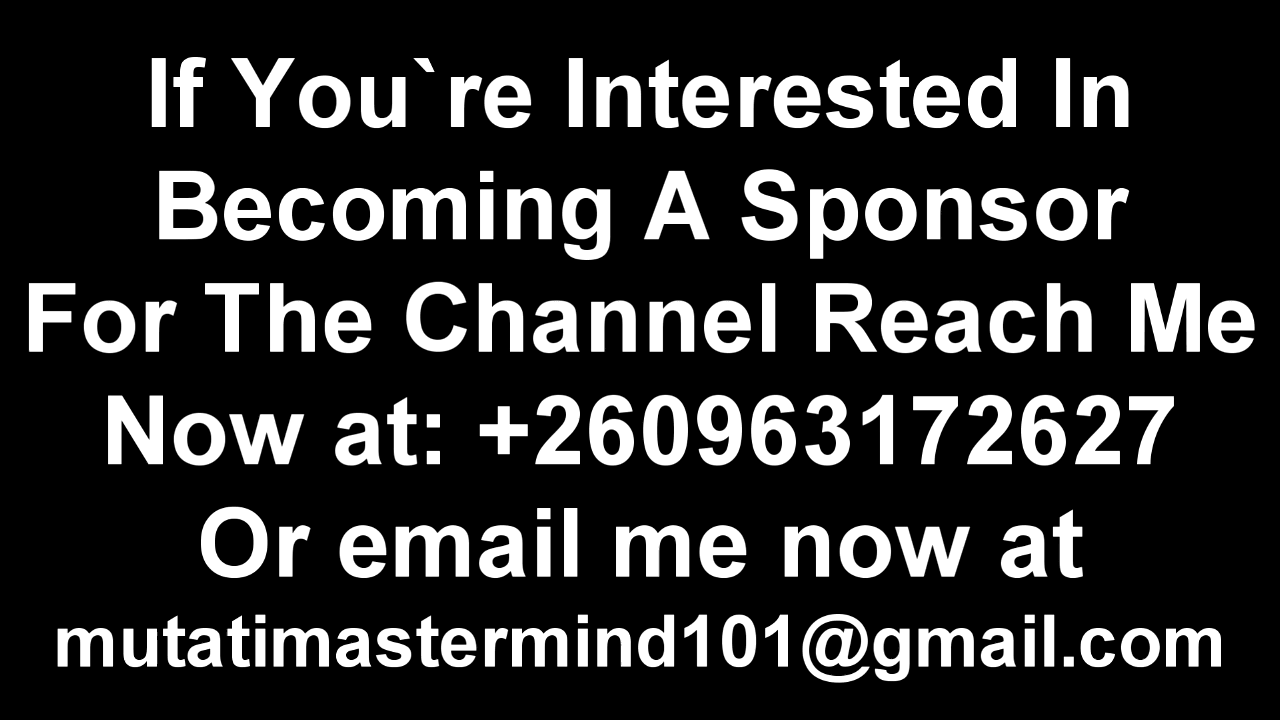 If You`re Interested In
Becoming A Sponsor
For The Channel Reach Me
Now at: +260963172627
Or email me now at
mutatimastermind101@gmail.com